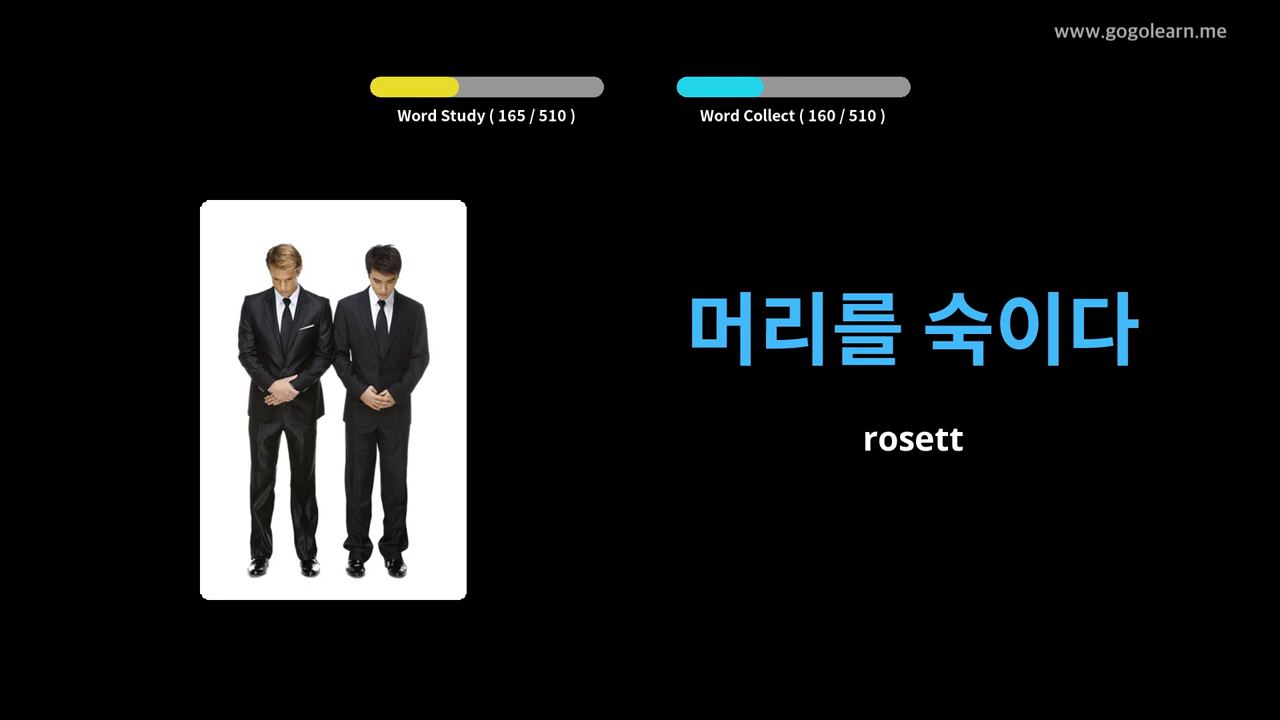 www.gogolearn.me
Word Study ( 165 / 510 )
Word Collect ( 160 / 510 )
머리를 숙이다
rosett